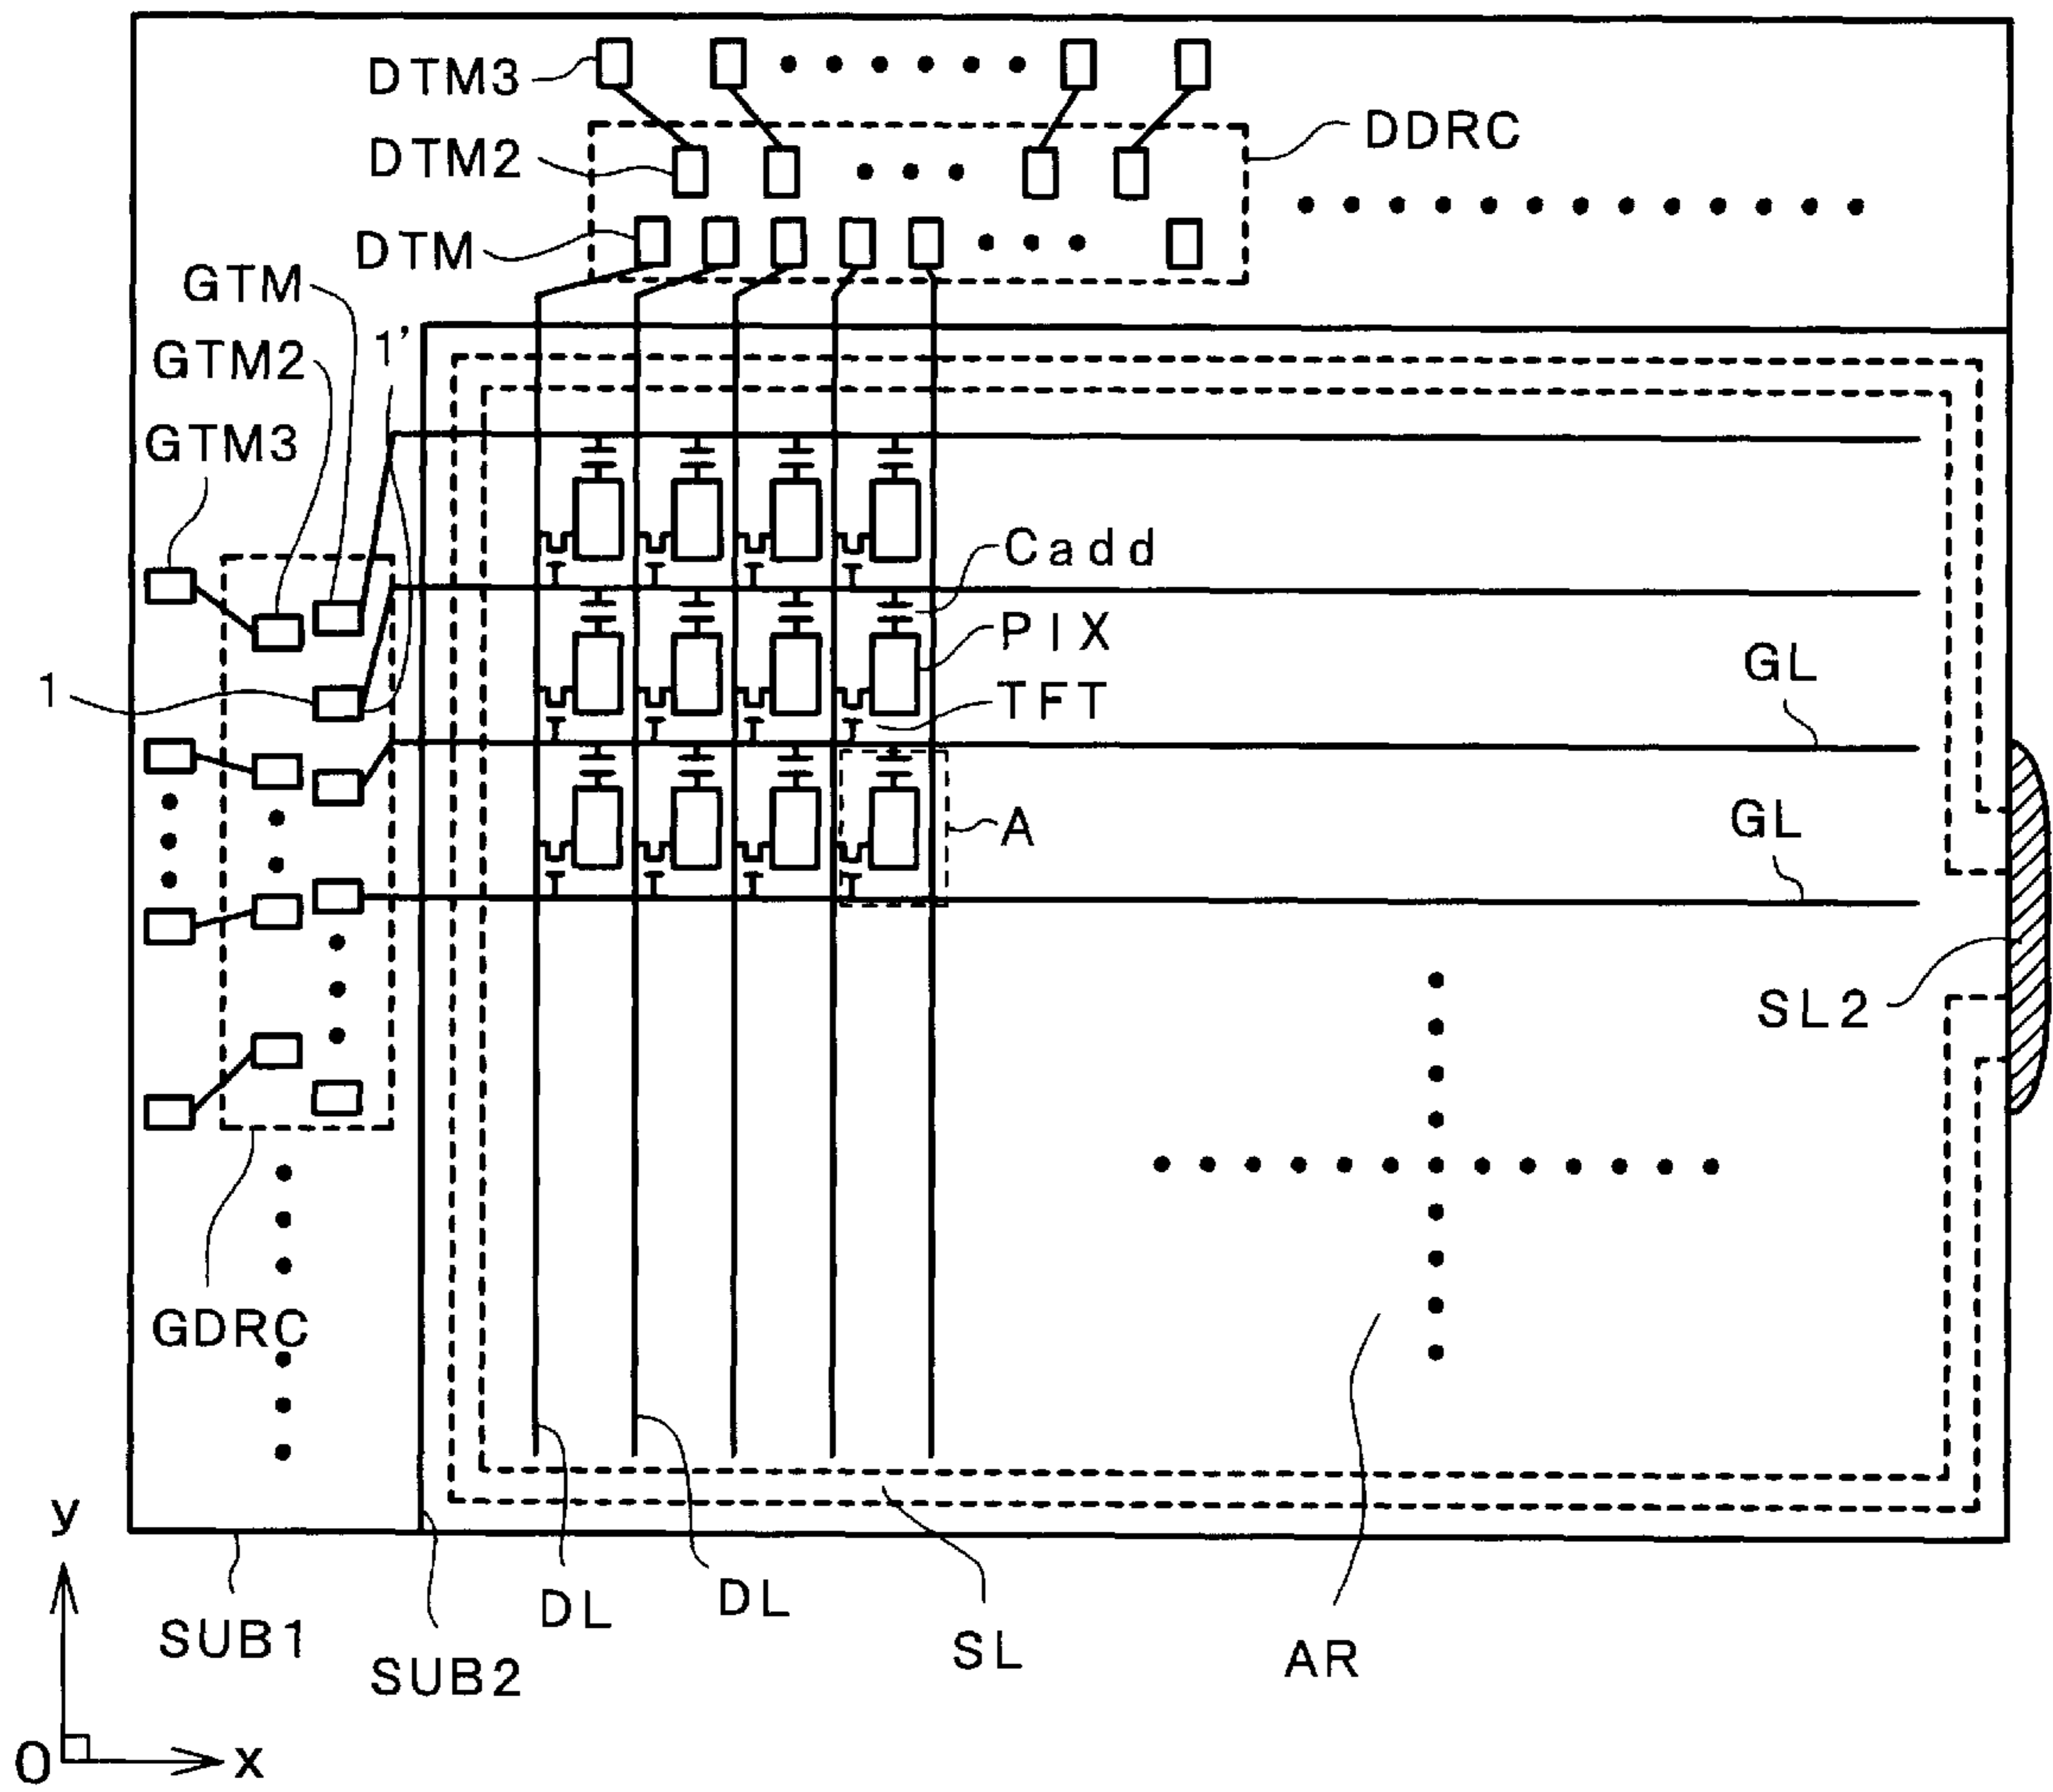 DTM3
DTM2
DDRC
DTM
GTM
1'
GTM2
GTM3
Cadd
PIX
GL
1
TFT
GL
A
SL2
GDRC
y
DL
DL
SUB1
SL
AR
SUB2
O
x